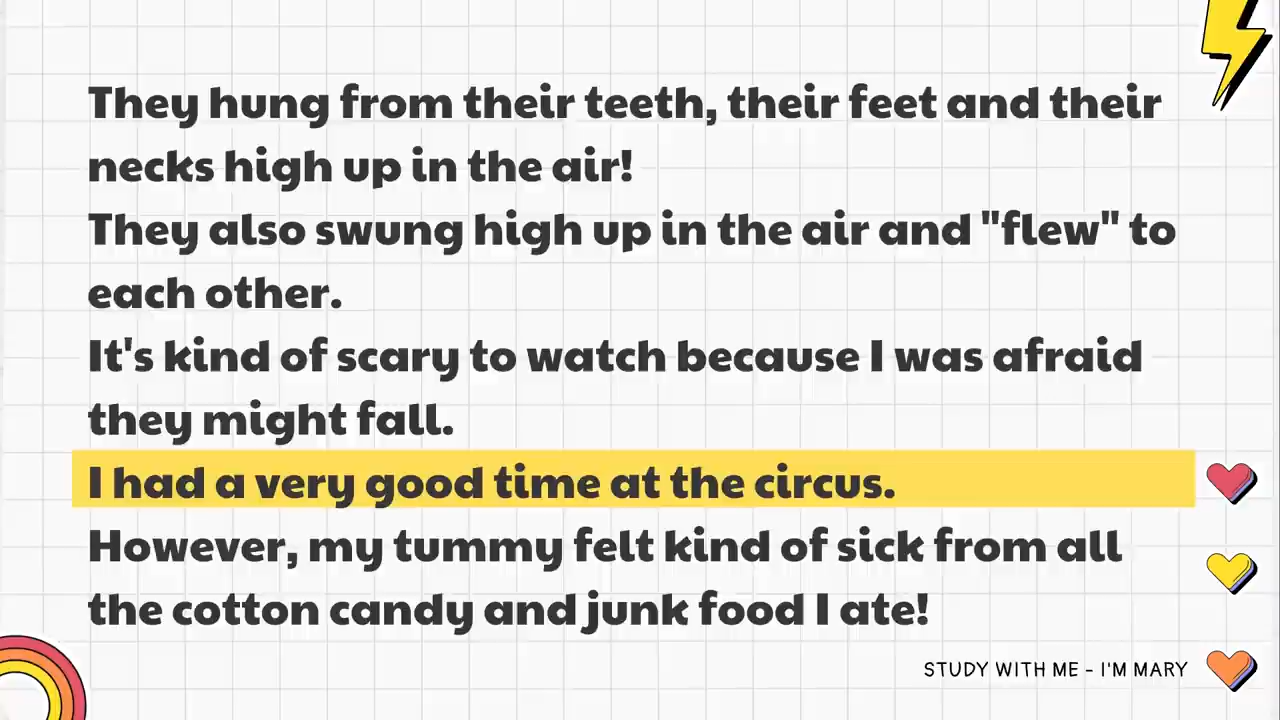 They hung from their teeth, their feet and their
necks high up in the air!
They also swung high up in the air and "flew" to
each other.
It's kind of scary to watch because I was afraid
they might fall.
I had a very good time at the circus.
However, my tummy felt kind of sick from all
the cotton candy and junk food I ate!
STUDY WITH ME - I'M MARY